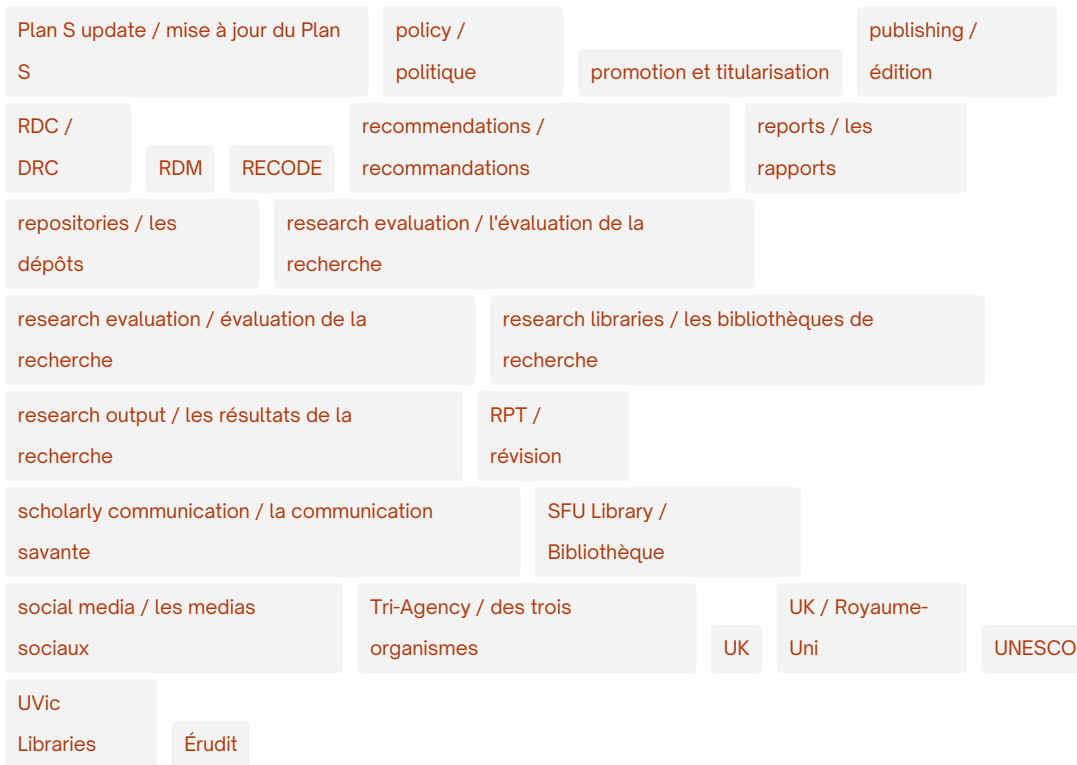 Plan S update / mise à jour du Plan
S
policy /
politique
promotion et titularisation
publishing /
édition
RDC /
DRC
RDM
RECODE
recommendations /
recommandations
reports / les
rapports
repositories / les
dépôts
research evaluation / l'évaluation de la
recherche
research evaluation / évaluation de la
recherche
research libraries / les bibliothèques de
recherche
research output / les résultats de la
recherche
RPT /
révision
scholarly communication / la communication
savante
SFU Library /
Bibliothèque
social media / les medias
sociaux
Tri-Agency / des trois
organismes
UK
UK / Royaume-
Uni
UNESCO
UVic
Libraries
Érudit